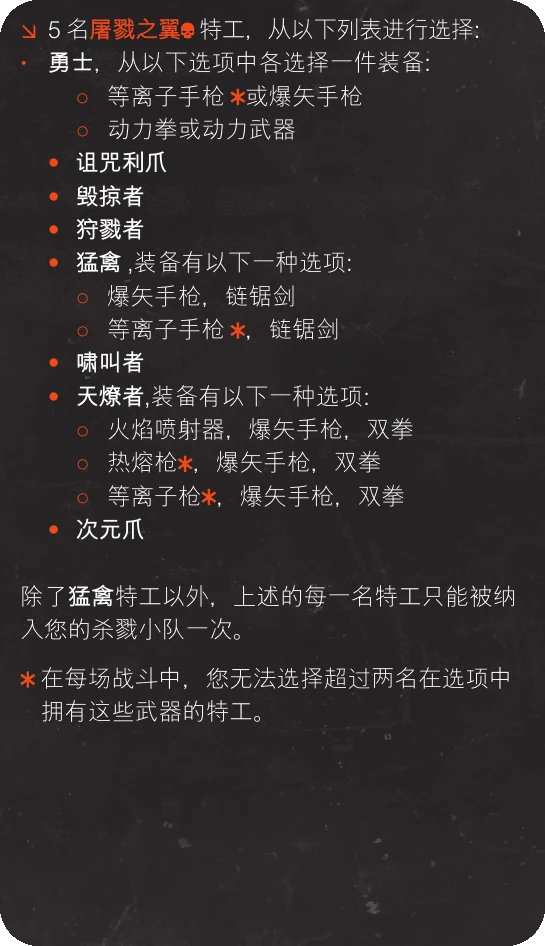 ↘ 5 名屠戮之翼💀特工，从以下列表进行选择:
• 勇士，从以下选项中各选择一件装备:
○ 等离子手枪 *或爆矢手枪
○ 动力拳或动力武器
• 诅咒利爪
• 毁掠者
• 狩戮者
• 猛禽 ,装备有以下一种选项:
○ 爆矢手枪，链锯剑
○ 等离子手枪 *，链锯剑
• 啸叫者
• 天燎者,装备有以下一种选项:
○ 火焰喷射器，爆矢手枪，双拳
○ 热熔枪*，爆矢手枪，双拳
○ 等离子枪*，爆矢手枪，双拳
• 次元爪
除了猛禽特工以外，上述的每一名特工只能被纳
入您的杀戮小队一次。
* 在每场战斗中，您无法选择超过两名在选项中
拥有这些武器的特工。